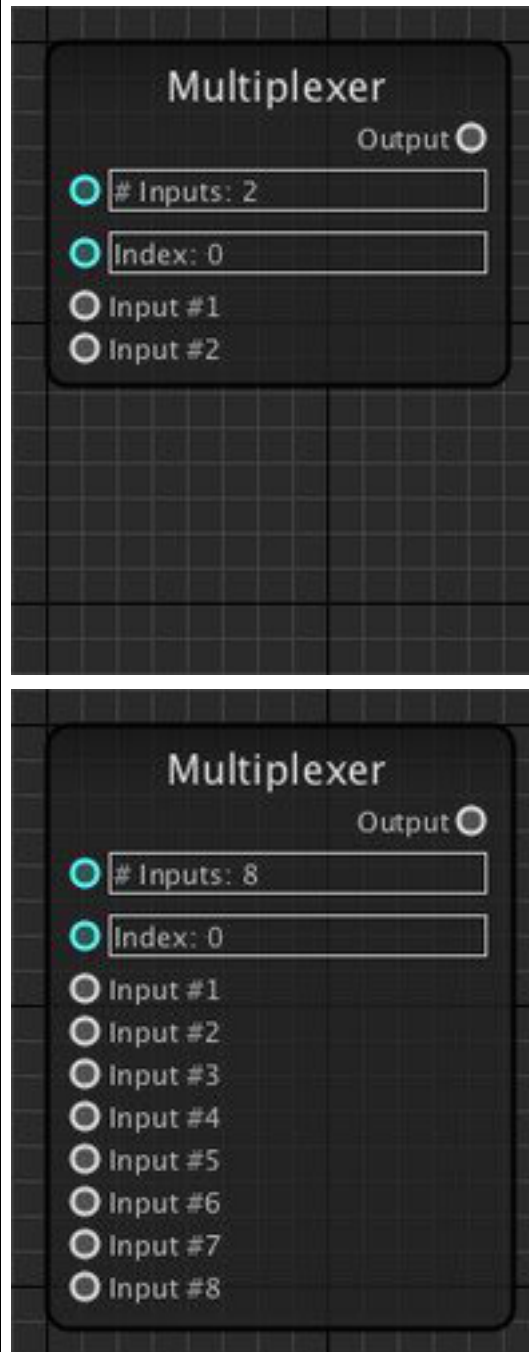 Multiplexer
Output
# Inputs: 2
Index: 0
Input #1
Input #2
Multiplexer
Output
# Inputs: 8
Index: 0
Input #1
Input #2
Input #3
Input #4
Input #5
Input #6
Input #7
Input #8